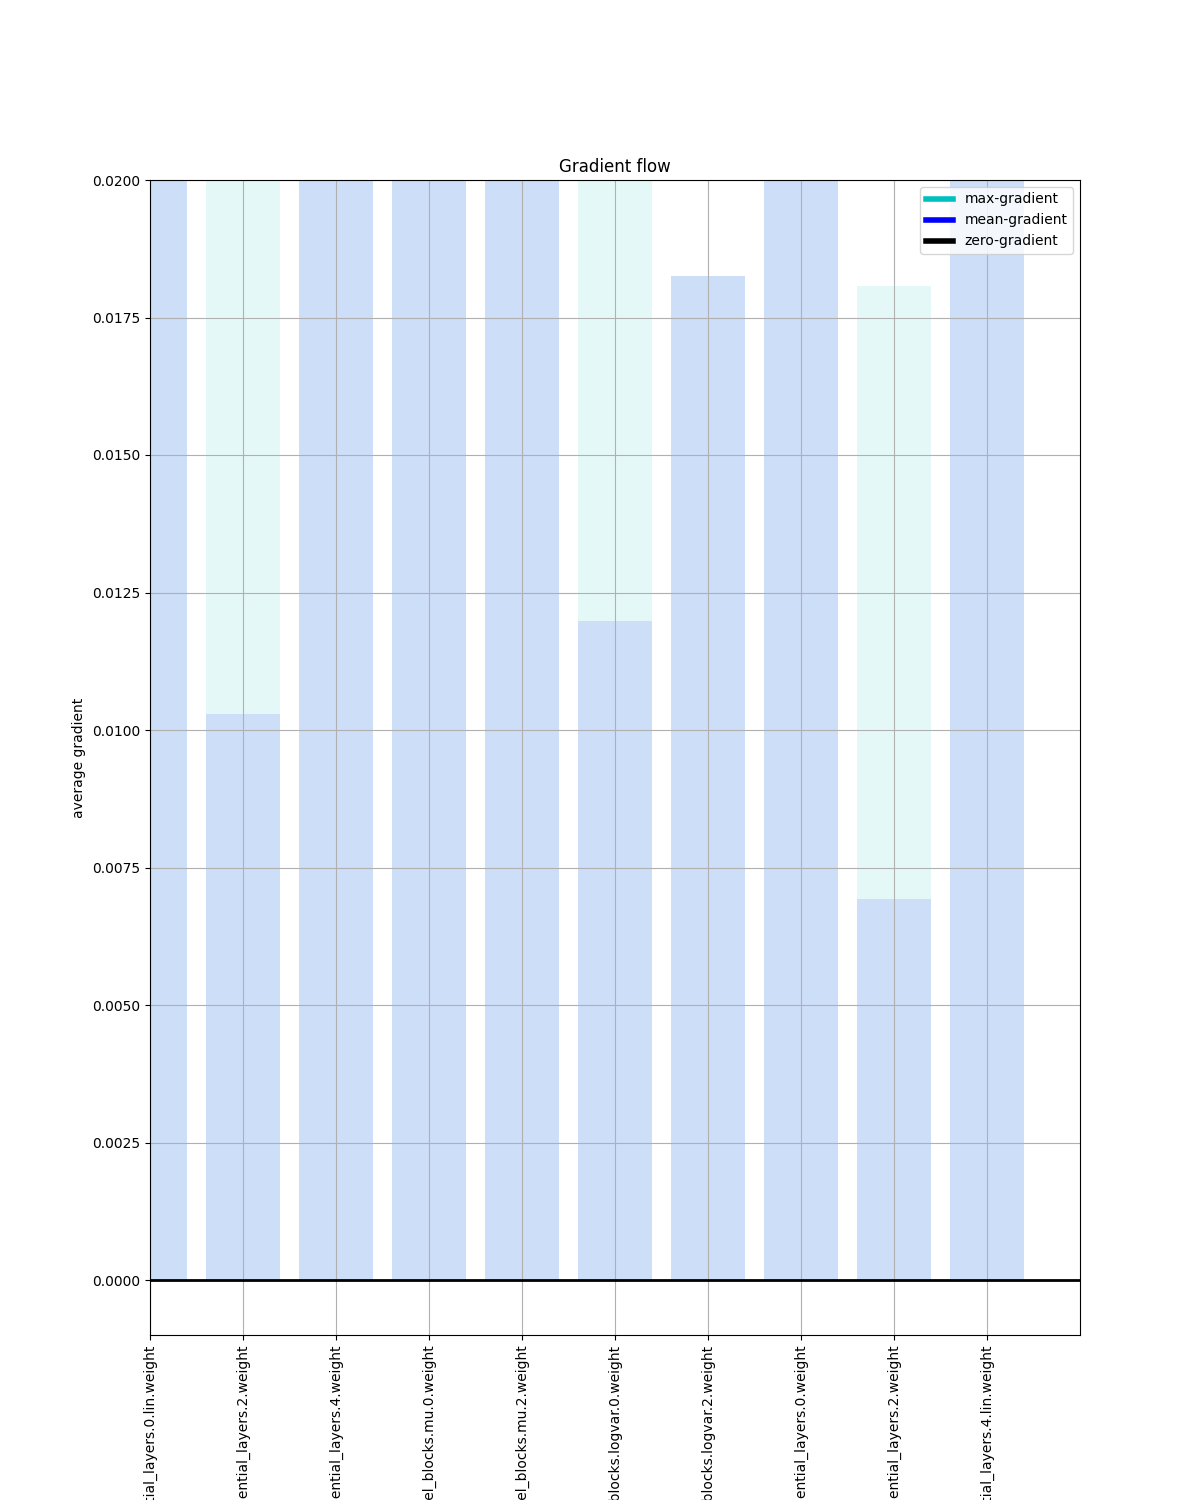 Gradient flow
max-gradient
mean-gradient
zero-gradient
0.0200
0.0175
0.0150
0.0125
0.0100
0.0075
0.0050
0.0025
0.0000
average gradient
tial_layers.0.lin.weight
ential_layers.2.weight
ential_layers.4.weight
el_blocks.mu.0.weight
el_blocks.mu.2.weight
blocks.logvar.0.weight
blocks.logvar.2.weight
ential_layers.0.weight
ential_layers.2.weight
tial_layers.4.lin.weight